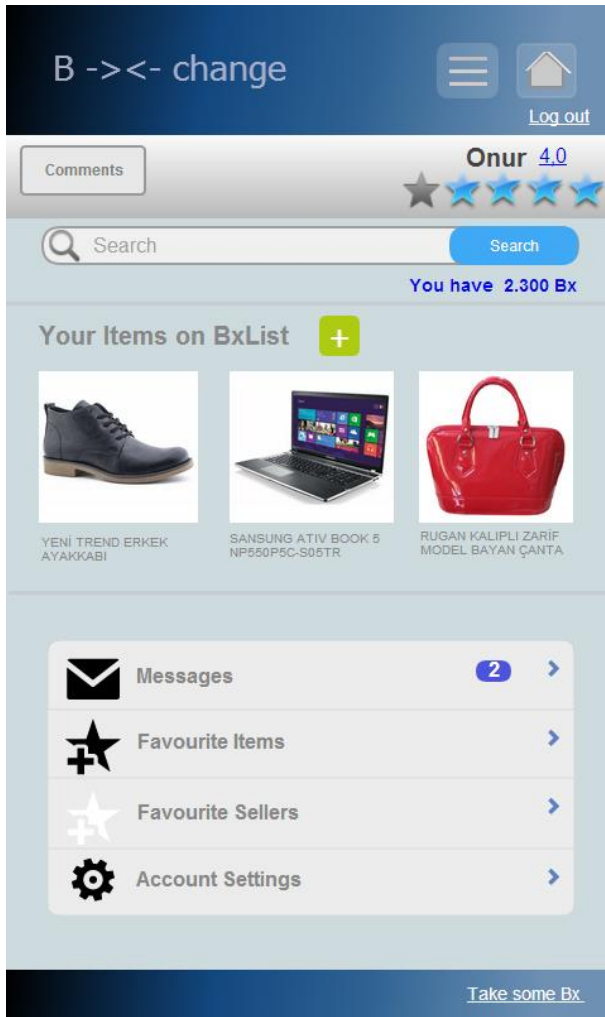 B -><- change
Log out
Comments
Onur 4,0
Search
Search
You have 2.300 Bx
Your Items on BxList +
YENİ TREND ERKEK
AYAKKABI
SANSUNG ATIV BOOK 5
NP550P5C-S05TR
RUGAN KALIPLI ZARİF
MODEL BAYAN ÇANTA
Messages 2
Favourite Items
Favourite Sellers
Account Settings
Take some Bx